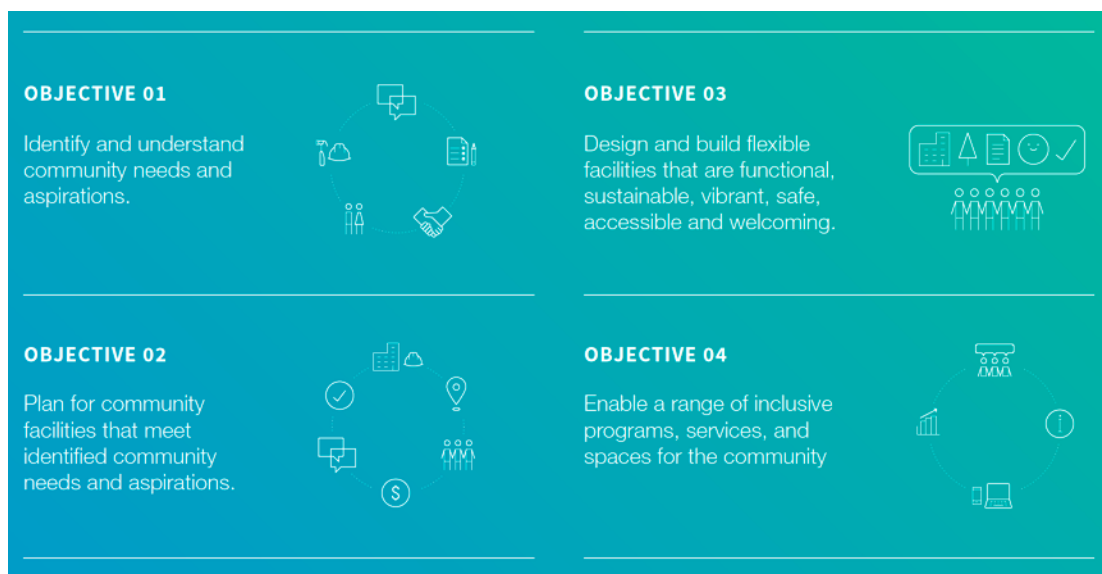 OBJECTIVE 01
Identify and understand
community needs and
aspirations.
OBJECTIVE 02
Plan for community
facilities that meet
identified community
needs and aspirations.
OBJECTIVE 03
Design and build flexible
facilities that are functional,
sustainable, vibrant, safe,
accessible and welcoming.
OBJECTIVE 04
Enable a range of inclusive
programs, services, and
spaces for the community